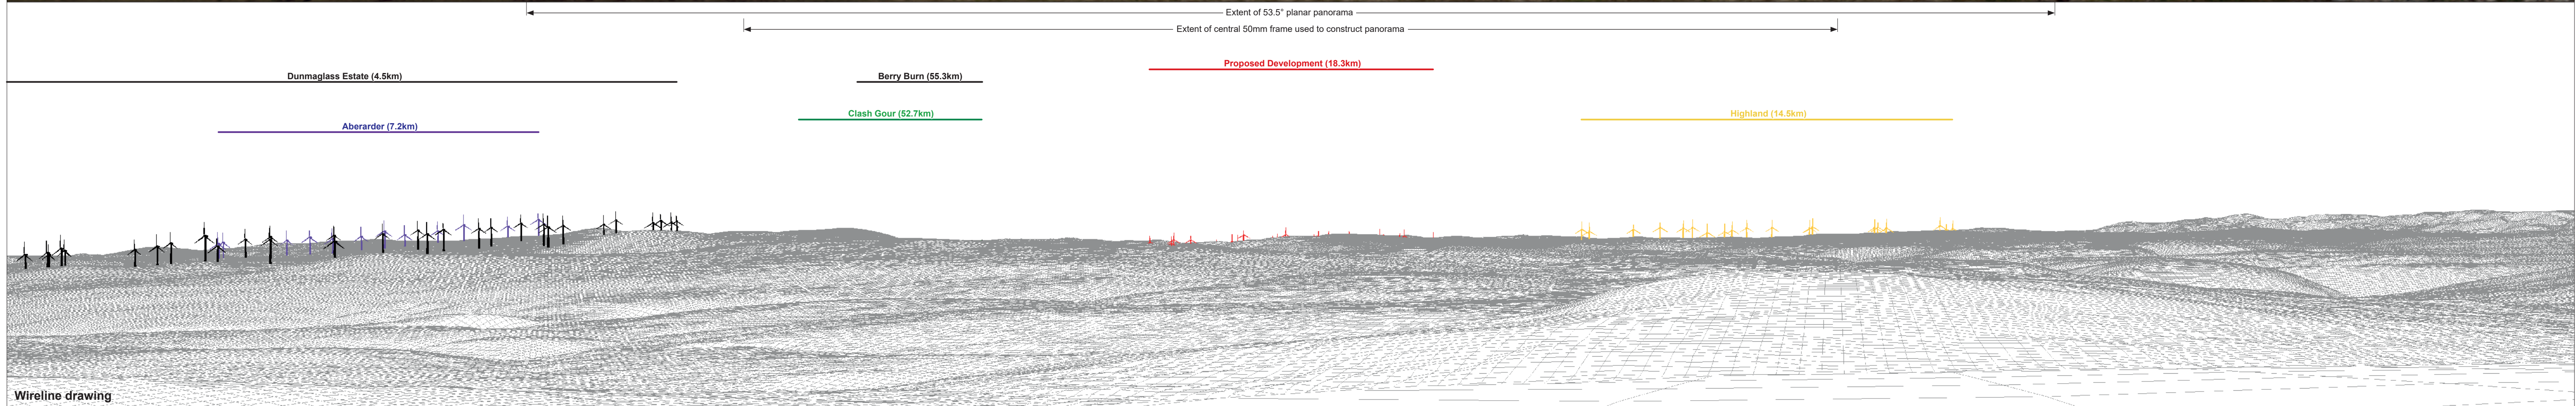 Extent of 53.5° planar panorama
Extent of central 50mm frame used to construct panorama
Proposed Development (18.3km)
Dunmaglass Estate (4.5km)
Berry Burn (55.3km)
Clash Gour (52.7km)
Highland (14.5km)
Aberarder (7.2km)
Wireline drawing